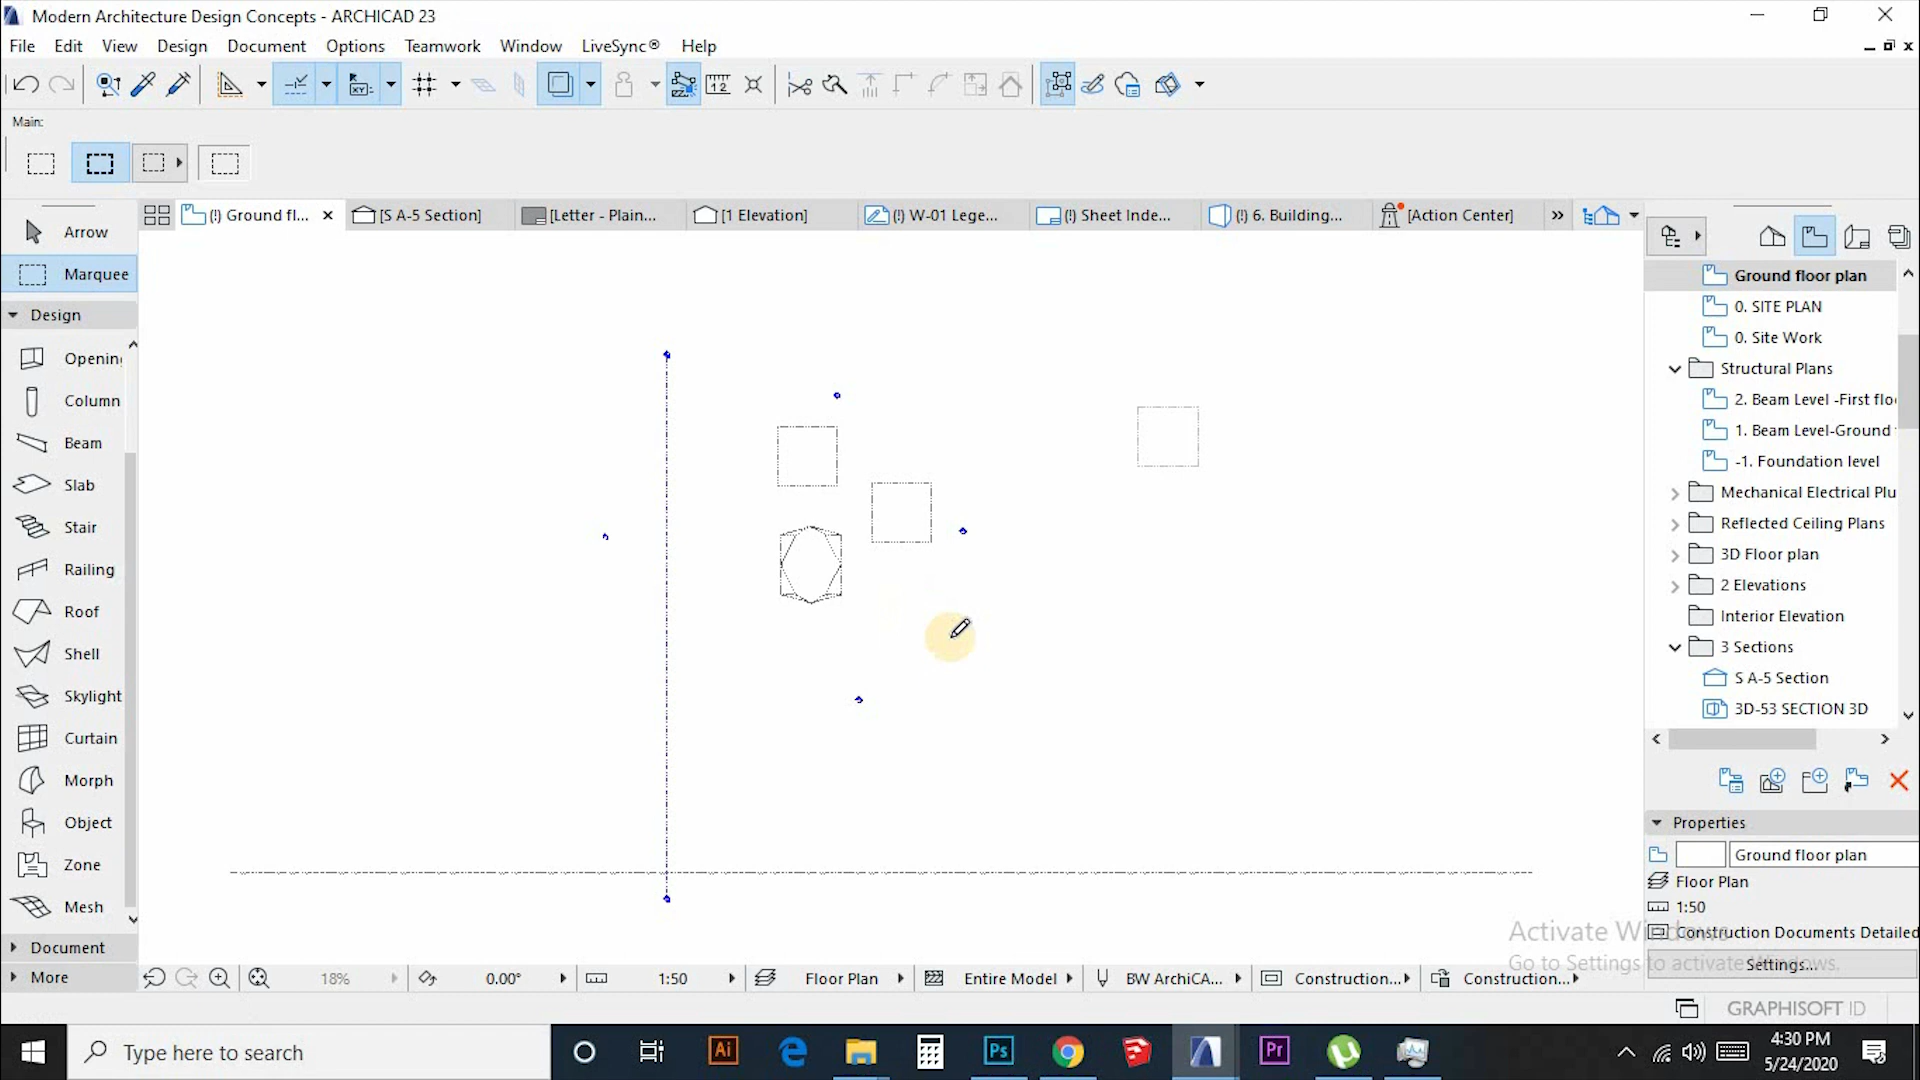 Modern Architecture Design Concepts - ARCHICAD 23
File Edit View Design Document Options Teamwork Window LiveSync® Help
Main:
(!) Ground fl... [S A-5 Section] [Letter - Plain... [1 Elevation] (!) W-01 Lege... (!) Sheet Inde... (!) 6. Building... [Action Center]
Arrow
Marquee
Design
Opening
Column
Beam
Slab
Stair
Railing
Roof
Shell
Skylight
Curtain
Morph
Object
Zone
Mesh
Document
More
Ground floor plan
0. SITE PLAN
0. Site Work
Structural Plans
2. Beam Level -First flo
1. Beam Level-Ground
-1. Foundation level
Mechanical Electrical Plu
Reflected Ceiling Plans
3D Floor plan
2 Elevations
Interior Elevation
3 Sections
S A-5 Section
3D-53 SECTION 3D
Properties
Ground floor plan
Floor Plan
1:50
Construction Documents Detailed
Settings...
Activate Windows
Go to Settings to activate Windows.
18% 0.00° 1:50 Floor Plan Entire Model BW ArchiCA... Construction... Construction...
GRAPHISOFT ID
Type here to search
Ai Ps Pr
4:30 PM
5/24/2020